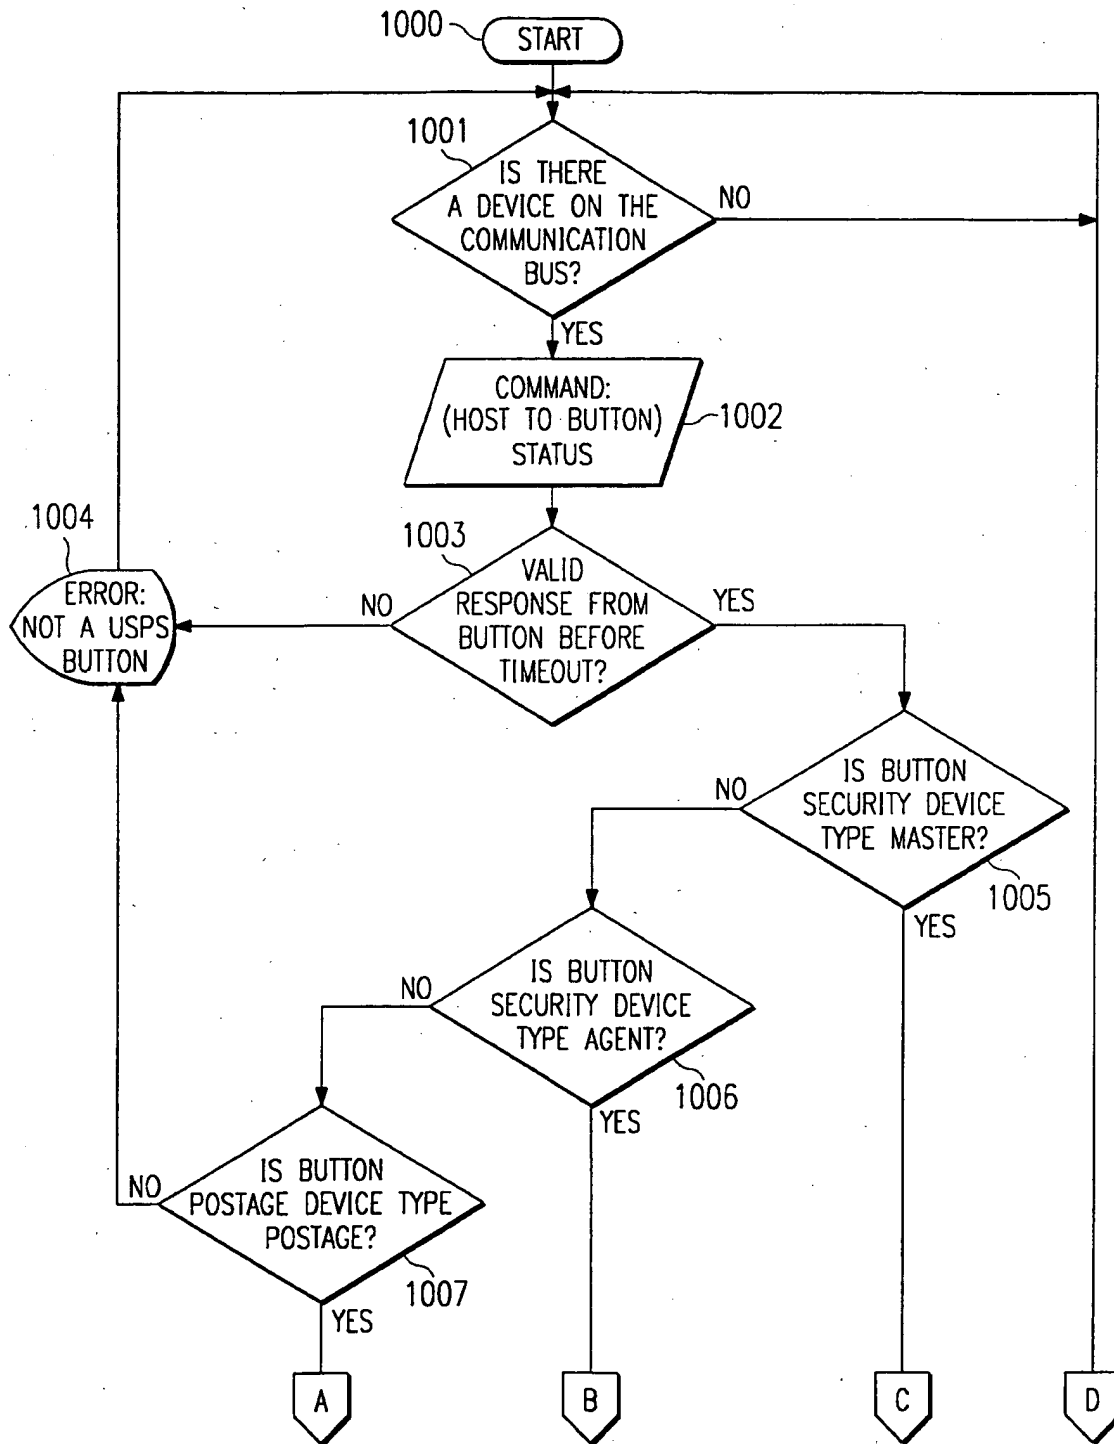 1000
START
1001
IS THERE
A DEVICE ON THE
COMMUNICATION
BUS?
NO
YES
COMMAND:
(HOST TO BUTTON)
STATUS
1002
1004
ERROR:
NOT A USPS
BUTTON
1003
NO
VALID
RESPONSE FROM
BUTTON BEFORE
TIMEOUT?
YES
NO
IS BUTTON
SECURITY DEVICE
TYPE MASTER?
1005
YES
NO
IS BUTTON
SECURITY DEVICE
TYPE AGENT?
1006
YES
NO
IS BUTTON
POSTAGE DEVICE TYPE
POSTAGE?
1007
YES
A
B
C
D